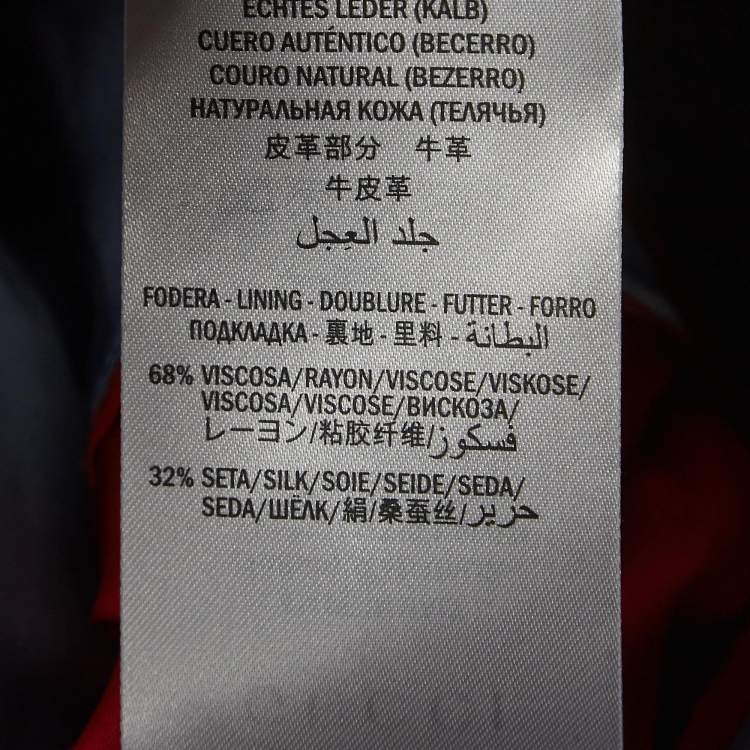 ECHTES LEDER (KALB)
CUERO AUTÉNTICO (BECERRO)
COURO NATURAL (BEZERRO)
НАТУРАЛЬНАЯ КОЖА (ТЕЛЯЧЬЯ)
皮革部分 牛革
牛皮革
جلد العِجل
FODERA - LINING - DOUBLURE - FUTTER - FORRO
ПОДКЛАДКА - 裏地 - 里料 - البطانة
68% VISCOSA/RAYON/VISCOSE/VISKOSE/
VISCOSA/VISCOSE/ВИСКОЗА/
レーヨン/粘胶纤维/فسكوز
32% SETA/SILK/SOIE/SEIDE/SEDA/
SEDA/ШЁЛК/絹/桑蚕丝/حرير